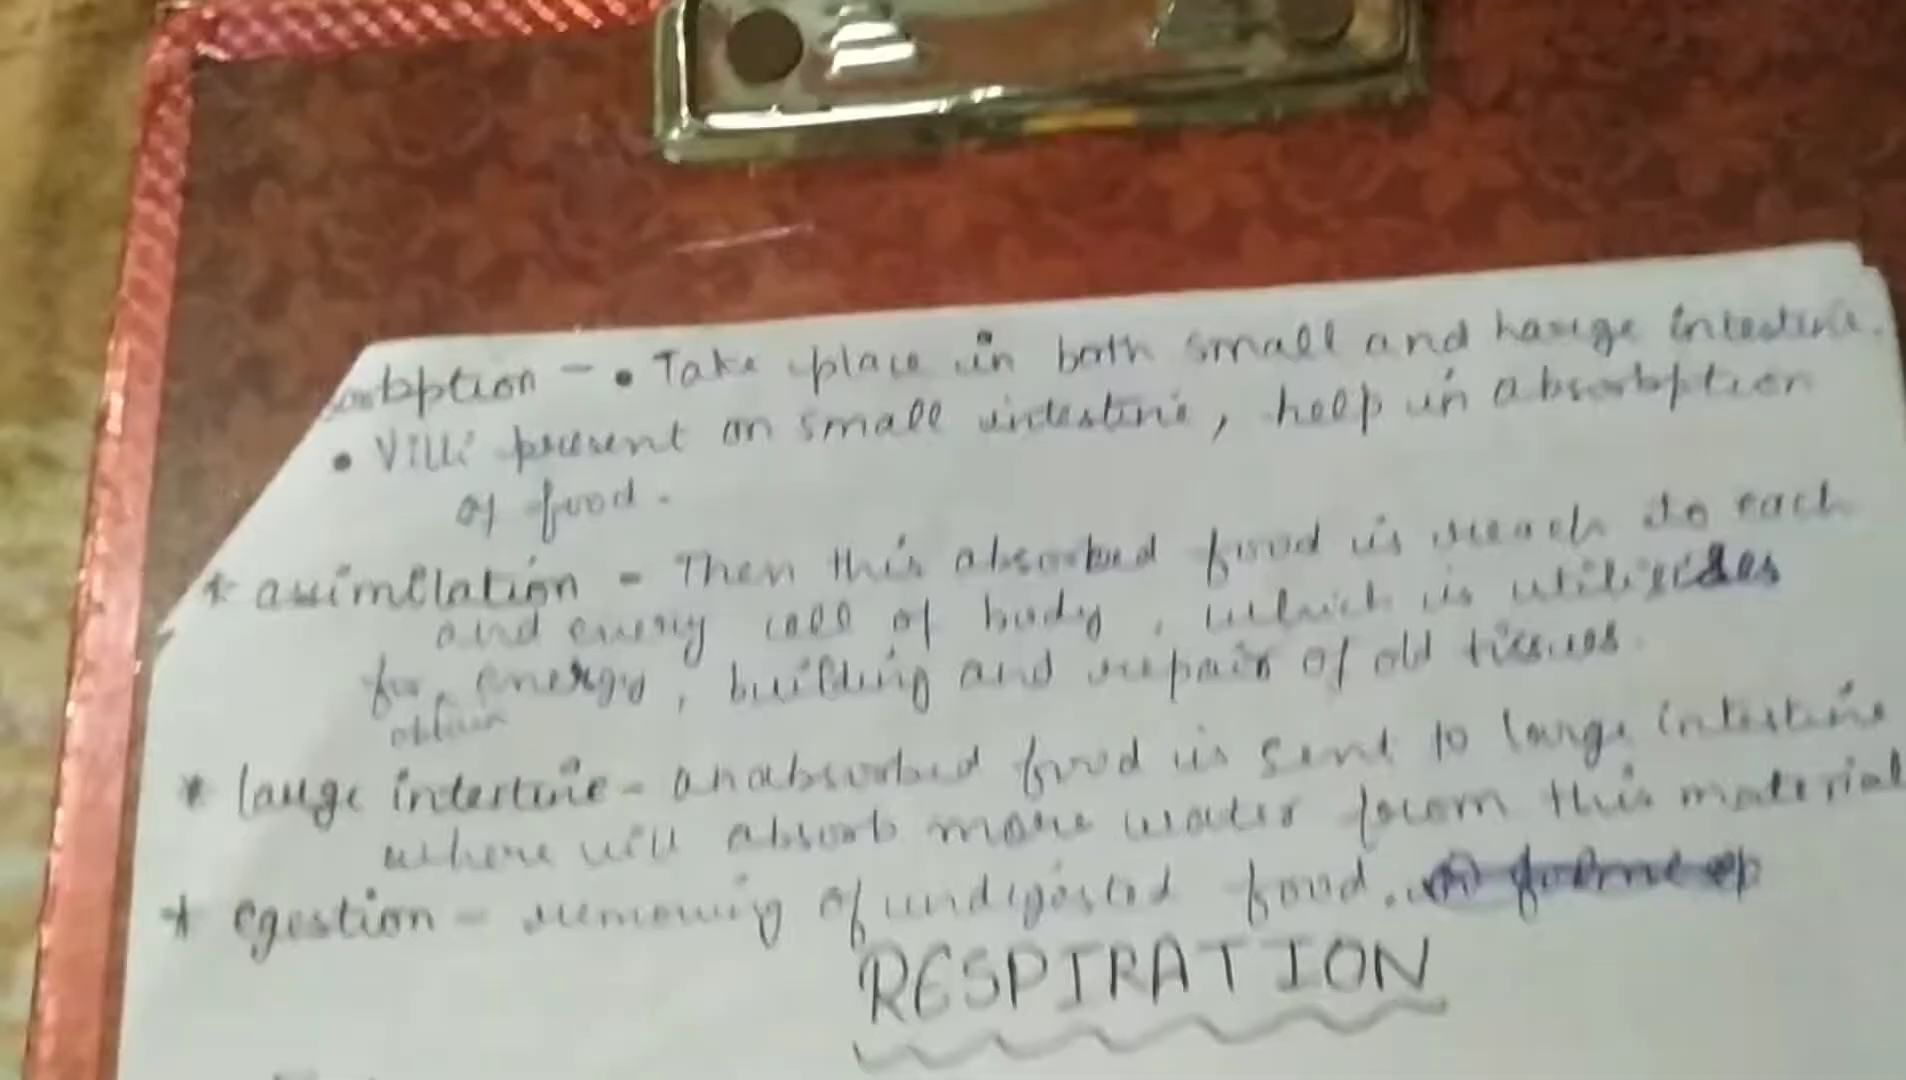 orbption - • Take place in both small and large intestine.
• Villi present on small intestine, help in absorbption
of food.
* assimilation - Then this absorbed food is reach to each
and every cell of body, which is
for energy, building and repair of old tissues.
obtain
* large intestine - unabsorbed food is sent to large intestine
where will absorb more water from this material
* egestion - removing of undigested food.
RESPIRATION